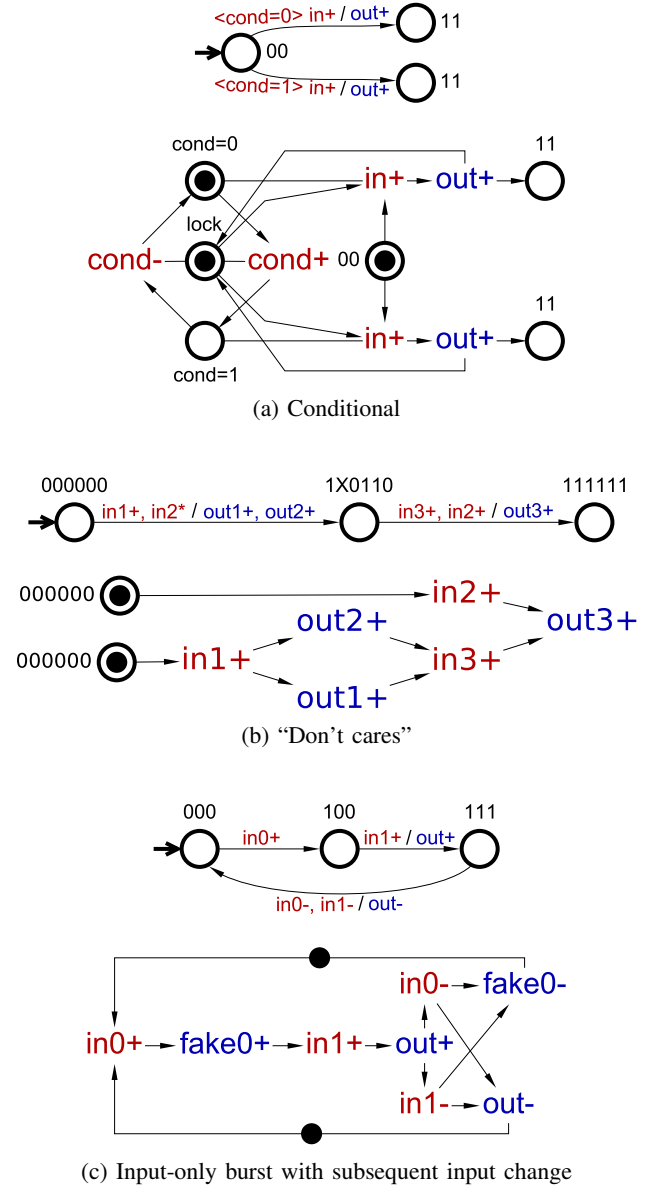 <cond=0> in+ / out+
11
00
<cond=1> in+ / out+
11
cond=0
11
in+ out+
lock
cond- cond+ 00
11
in+ out+
cond=1
(a) Conditional
000000 1X0110 111111
in1+, in2* / out1+, out2+ in3+, in2+ / out3+
000000 in2+
out2+ out3+
000000 in1+ in3+
out1+
(b) “Don’t cares”
000 100 111
in0+ in1+ / out+
in0-, in1- / out-
in0- fake0-
in0+ fake0+ in1+ out+
in1- out-
(c) Input-only burst with subsequent input change